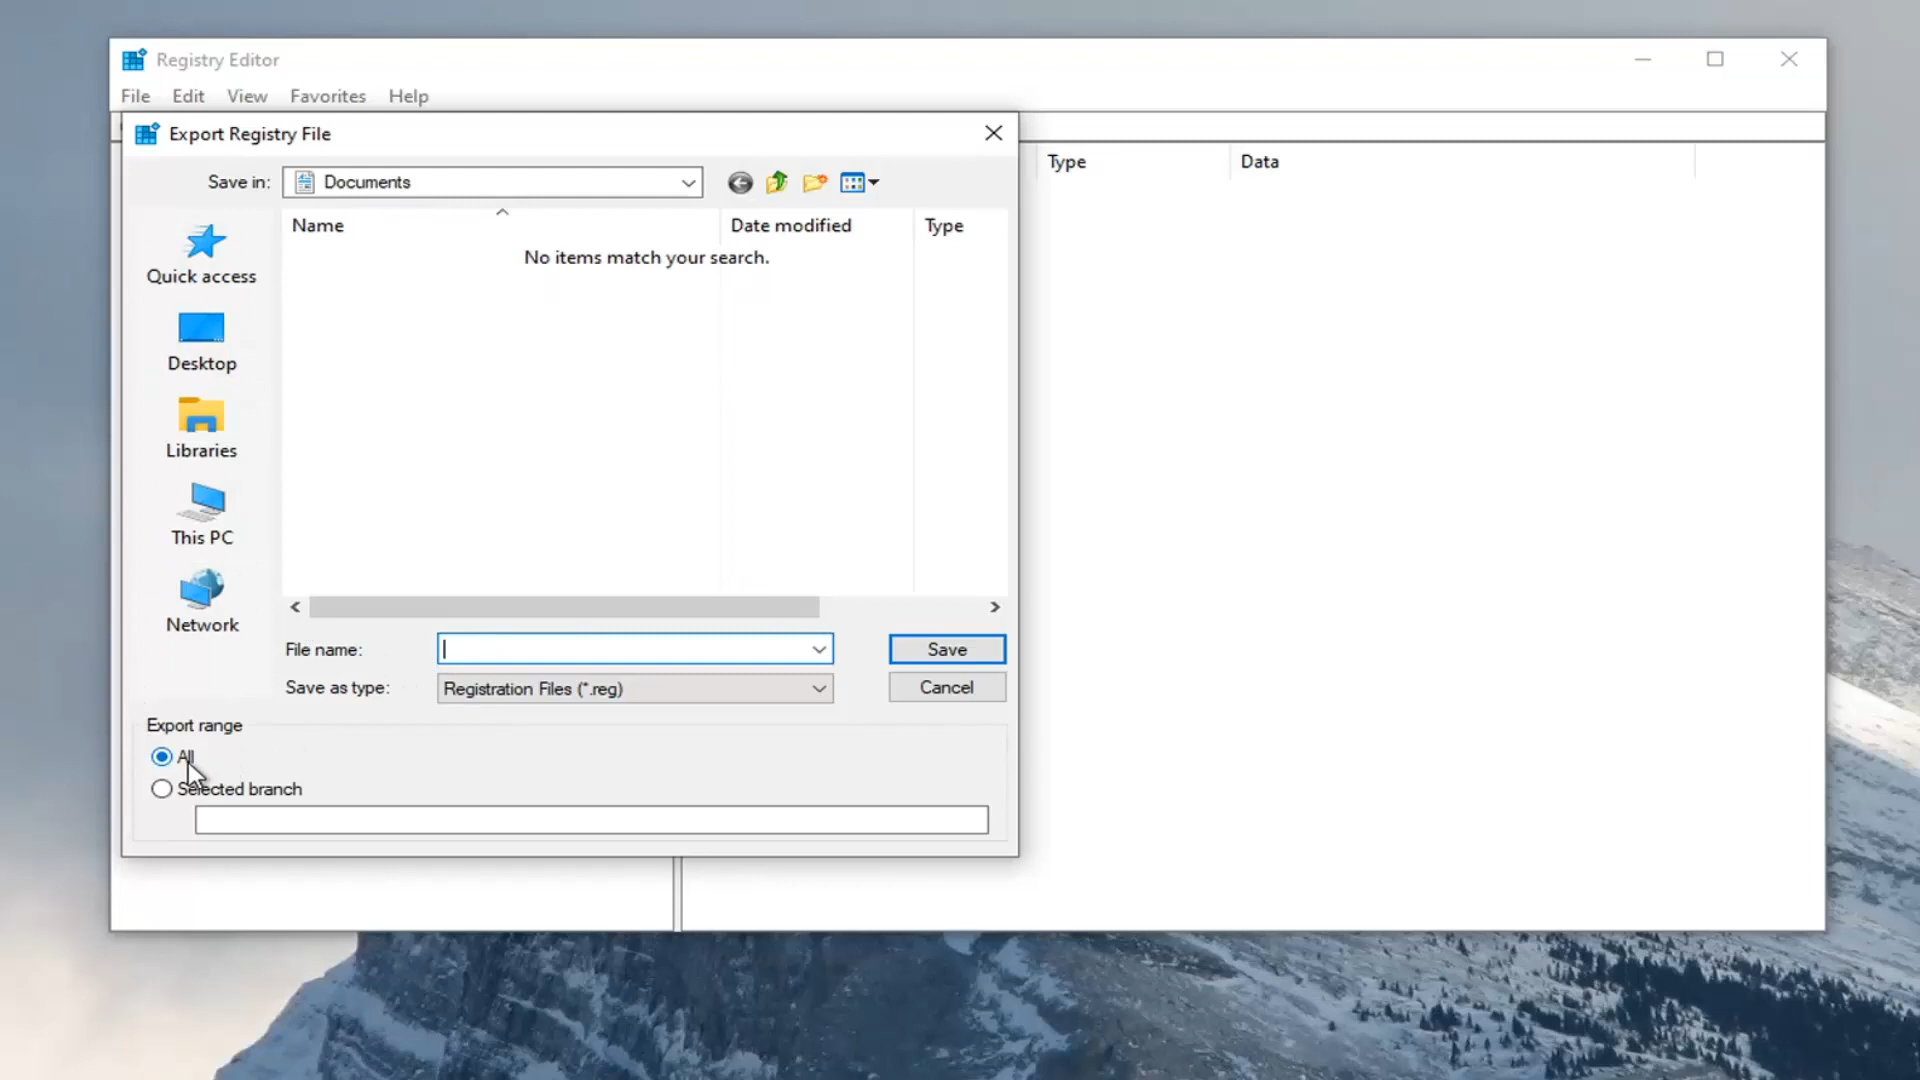 Registry Editor
File Edit View Favorites Help
Export Registry File
Type Data
Save in: Documents
Name Date modified Type
No items match your search.
Quick access
Desktop
Libraries
This PC
Network
File name: Save
Save as type: Registration Files (*.reg) Cancel
Export range
All
Selected branch